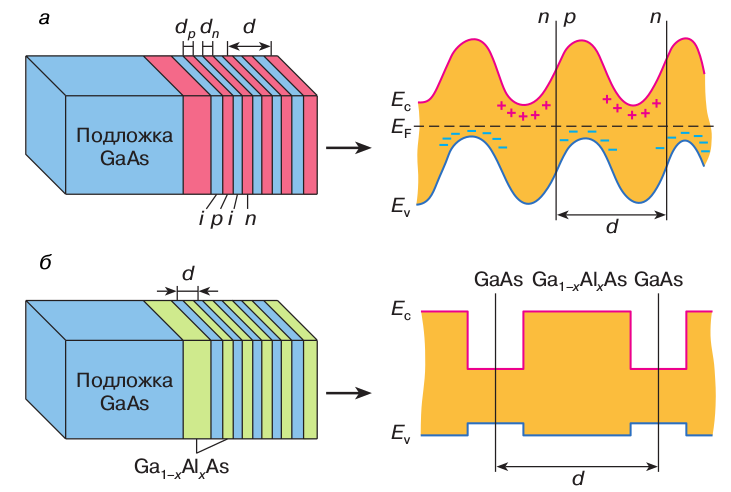 а
d_p d_n d
Подложка
GaAs
i p i n
n p n
E_c
E_F
E_v
d
б
d
Подложка
GaAs
Ga_{1–x}Al_xAs
GaAs Ga_{1–x}Al_xAs GaAs
E_c
E_v
d